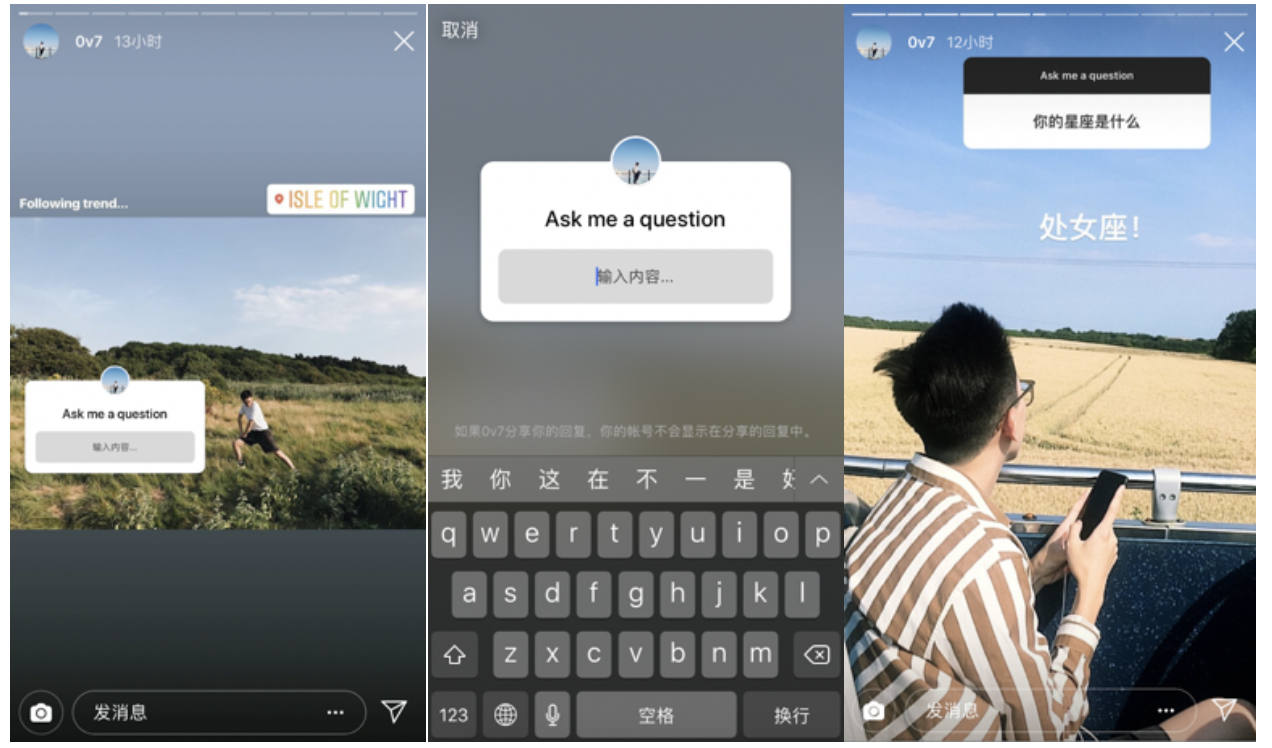 0v7 13小时
Following trend...
ISLE OF WIGHT
Ask me a question
输入内容...
发消息
取消
Ask me a question
输入内容...
如果0v7分享你的回复，你的帐号不会显示在分享的回复中。
我 你 这 在 不 一 是
q w e r t y u i o p
a s d f g h j k l
z x c v b n m
123 空格 换行
0v7 12小时
Ask me a question
你的星座是什么
处女座！
发消息